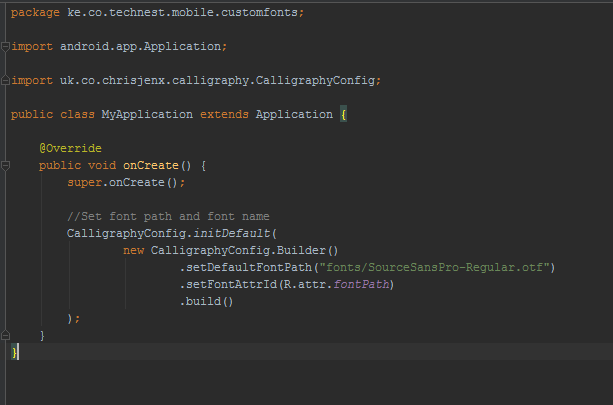 package ke.co.technest.mobile.customfonts;
import android.app.Application;
import uk.co.chrisjenx.calligraphy.CalligraphyConfig;
public class MyApplication extends Application {
@Override
public void onCreate() {
super.onCreate();
//Set font path and font name
CalligraphyConfig.initDefault(
new CalligraphyConfig.Builder()
.setDefaultFontPath("fonts/SourceSansPro-Regular.otf")
.setFontAttrId(R.attr.fontPath)
.build()
);
}
}